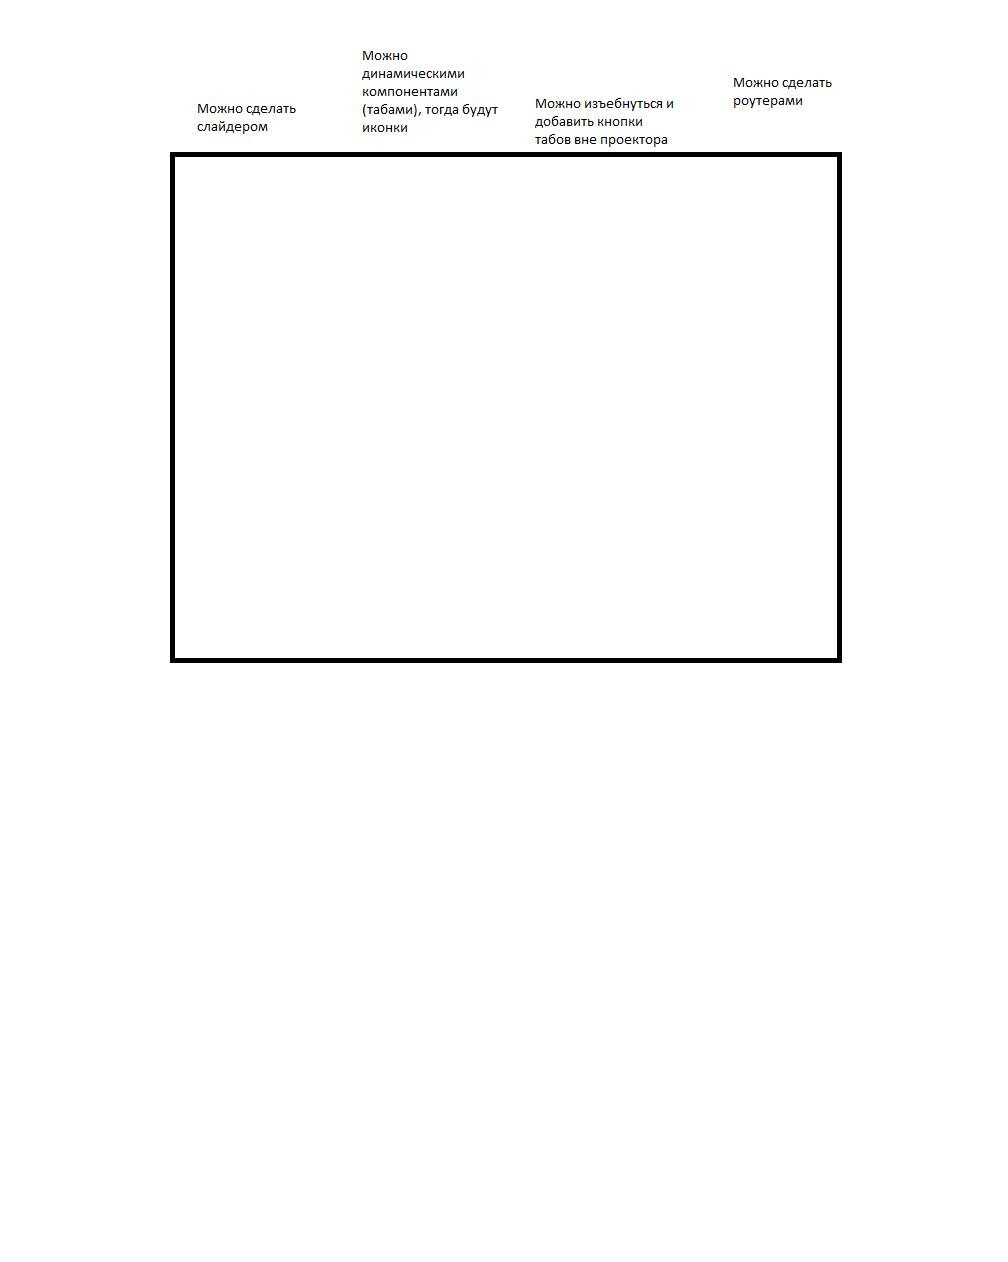 Можно сделать
слайдером
Можно
динамическими
компонентами
(табами), тогда будут
иконки
Можно изъебнуться и
добавить кнопки
табов вне проектора
Можно сделать
роутерами